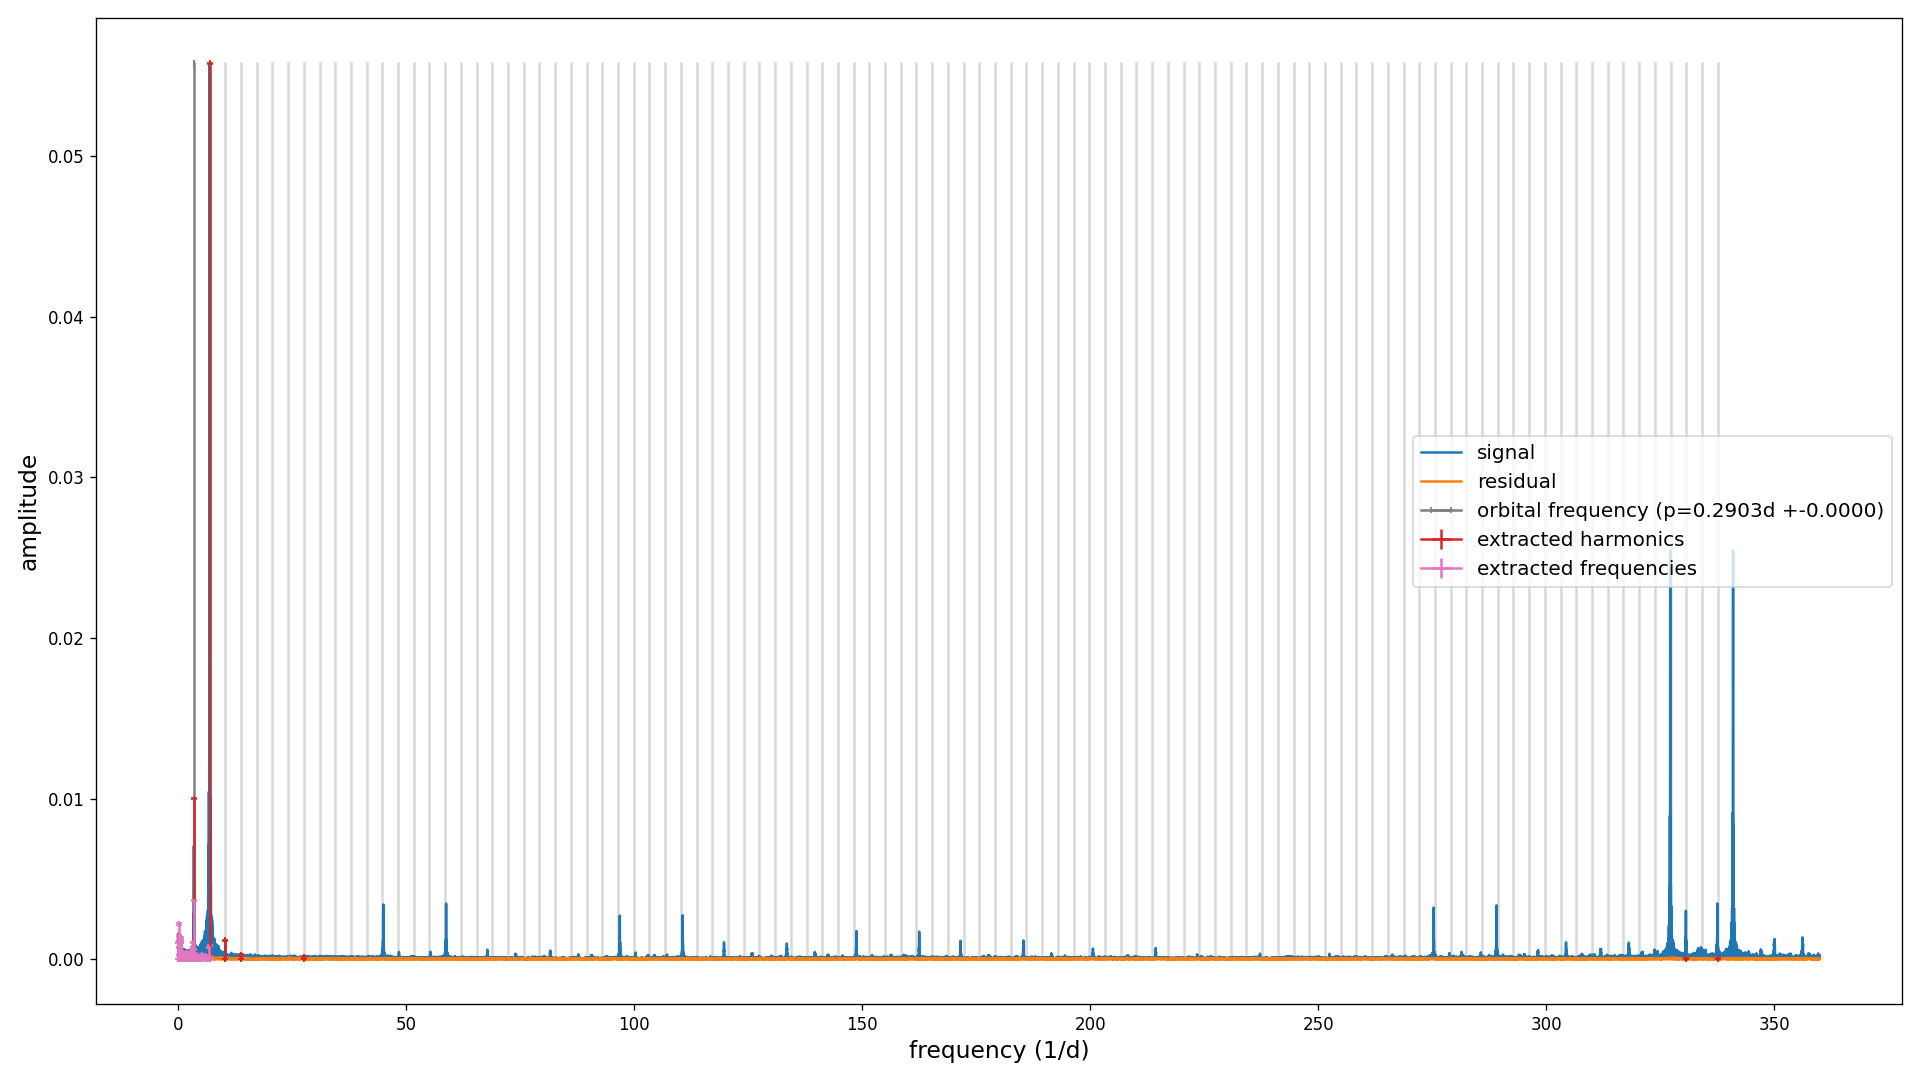 amplitude
0.05
0.04
0.03
0.02
0.01
0.00
signal
residual
orbital frequency (p=0.2903d +-0.0000)
extracted harmonics
extracted frequencies
0 50 100 150 200 250 300 350
frequency (1/d)